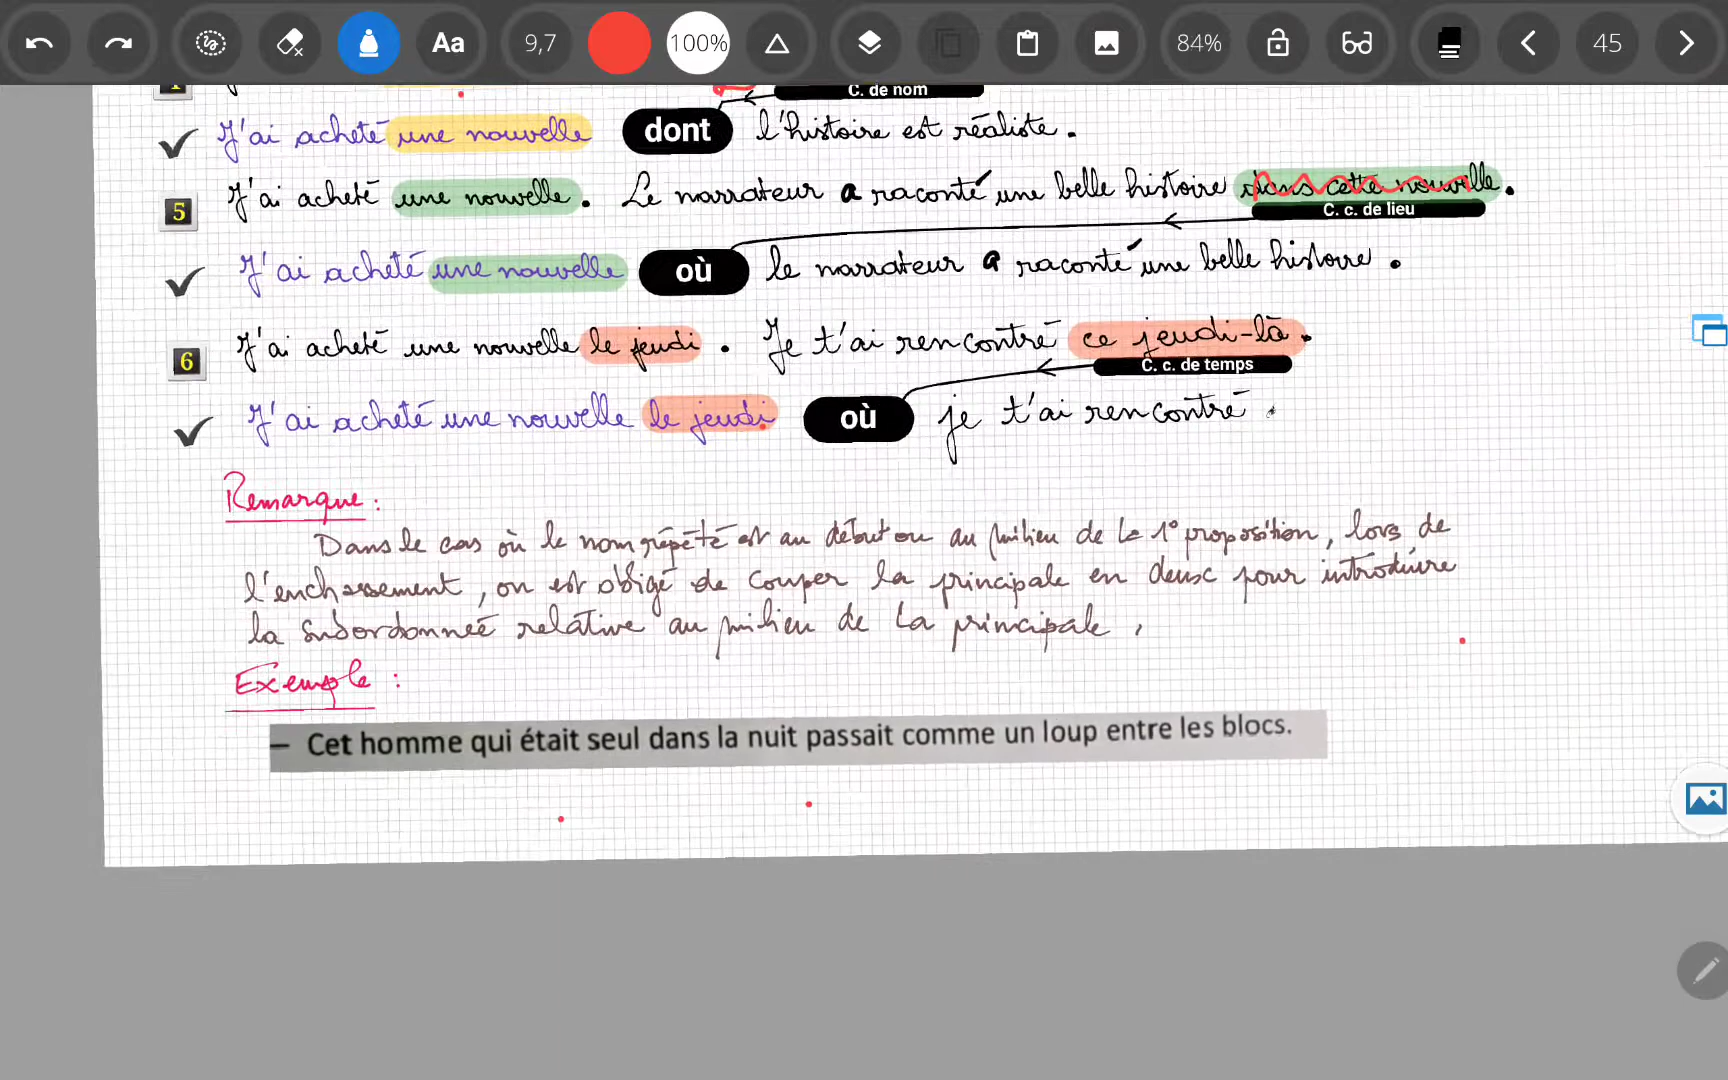 Aa 9,7 100% 84% 45
C. de nom
J'ai acheté une nouvelle dont l'histoire est réaliste.
5 J'ai acheté une nouvelle. Le narrateur a raconté une belle histoire dans cette nouvelle.
C. c. de lieu
J'ai acheté une nouvelle où le narrateur a raconté une belle histoire.
6 J'ai acheté une nouvelle le jeudi. Je t'ai rencontré ce jeudi-là.
C. c. de temps
J'ai acheté une nouvelle le jeudi où je t'ai rencontré.
Remarque :
Dans le cas où le nom répété est au début ou au milieu de la 1° proposition, lors de
l'enchassement, on est obligé de couper la principale en deux pour introduire
la subordonnée relative au milieu de la principale,
Exemple :
– Cet homme qui était seul dans la nuit passait comme un loup entre les blocs.